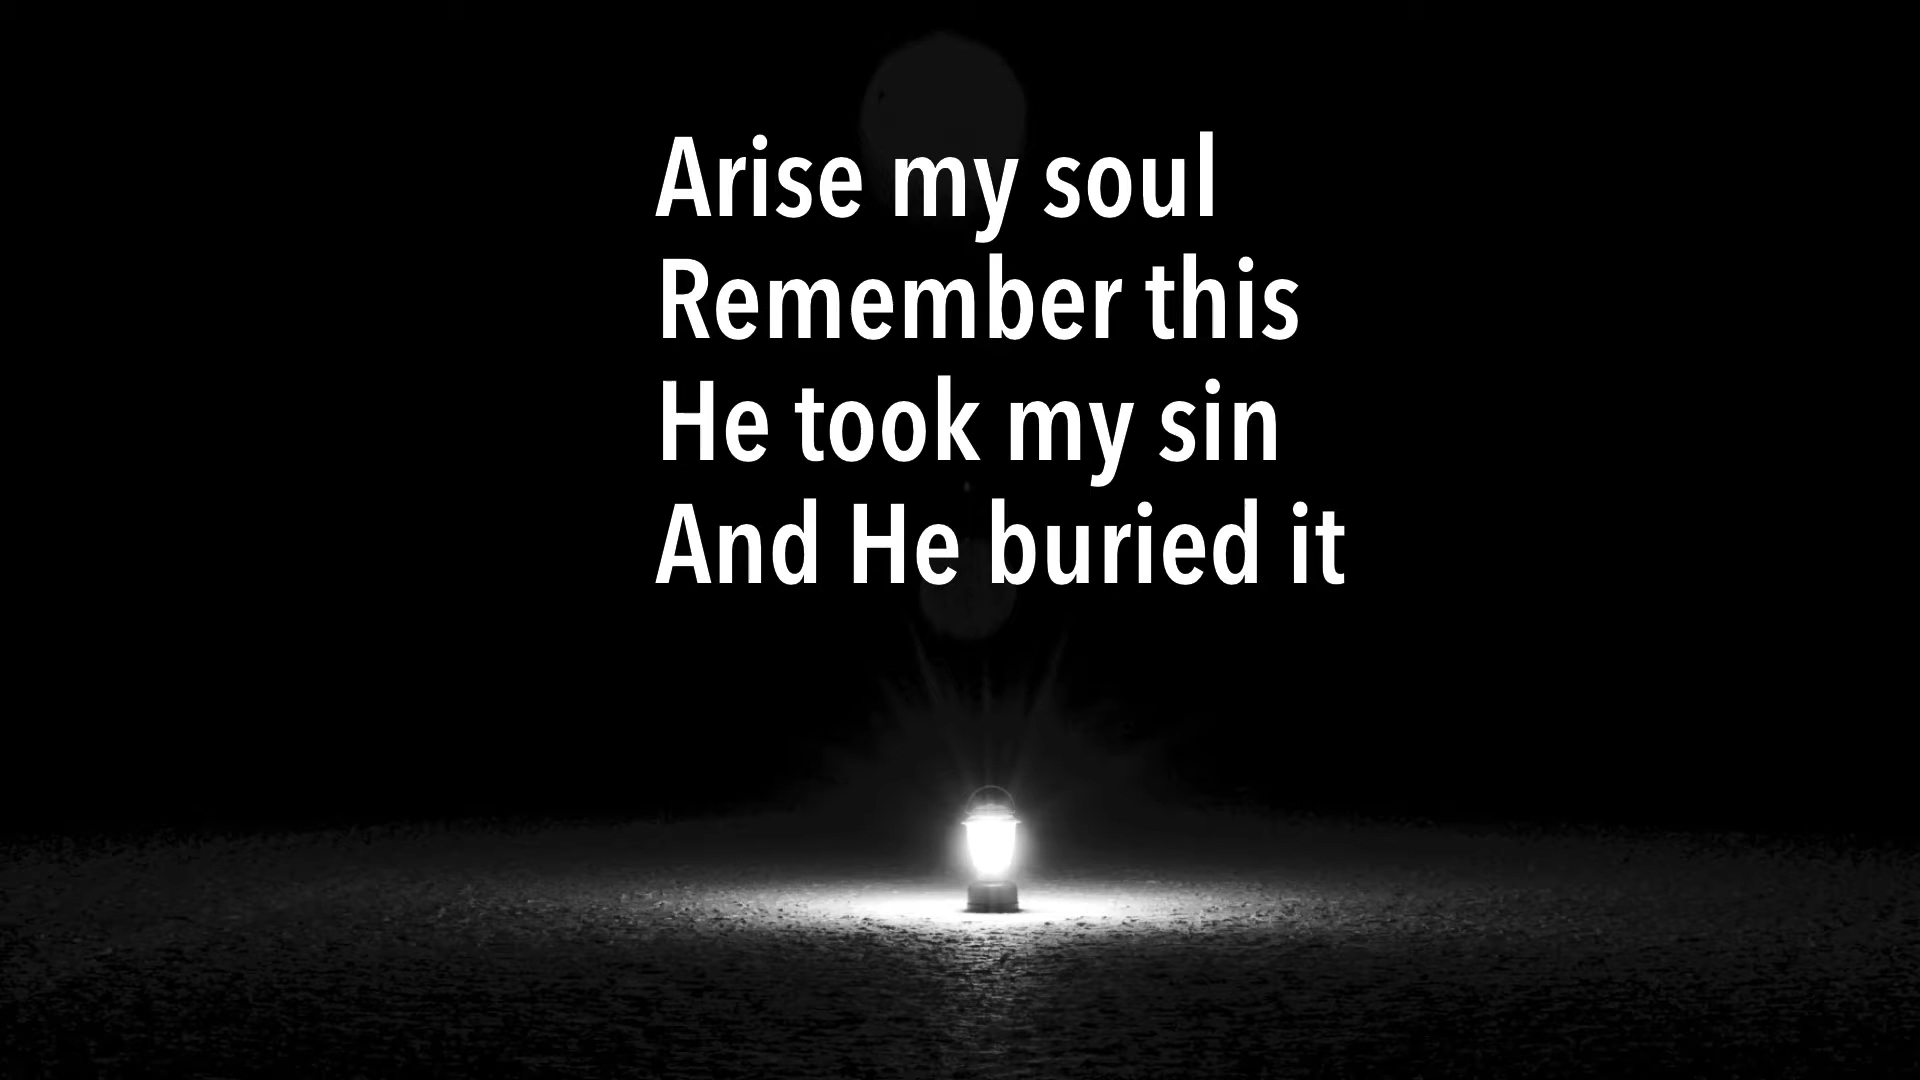 Arise my soul
Remember this
He took my sin
And He buried it